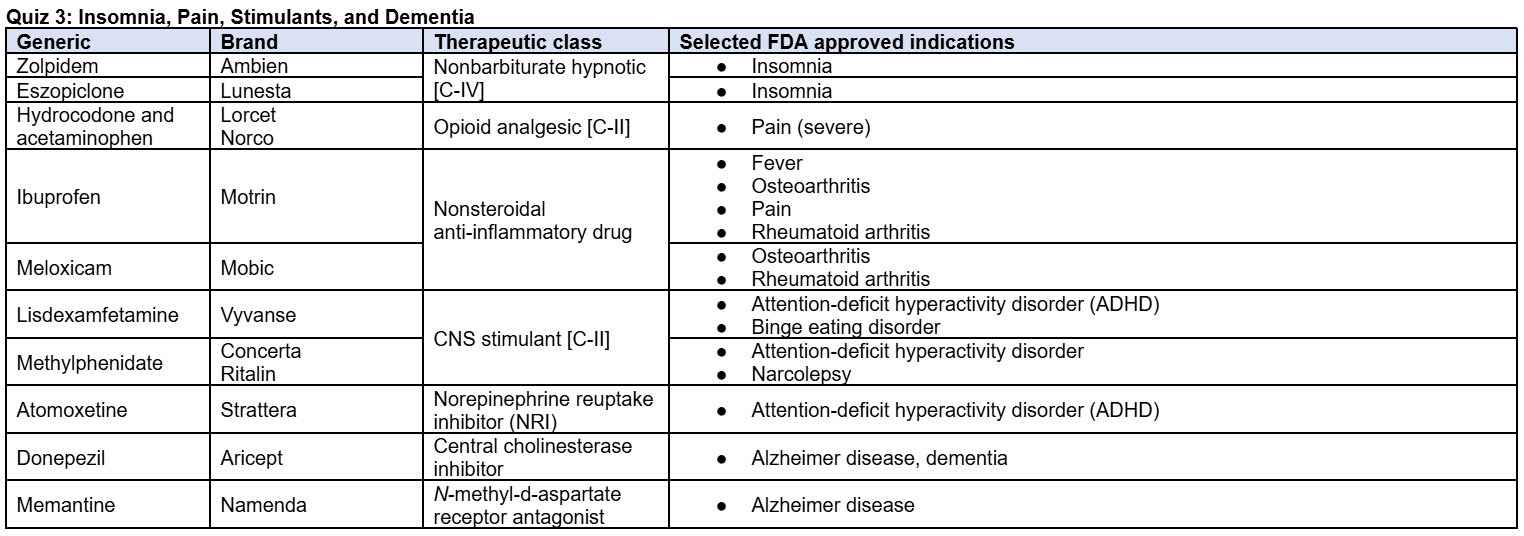 Quiz 3: Insomnia, Pain, Stimulants, and Dementia
Generic Brand Therapeutic class Selected FDA approved indications
Zolpidem Ambien Nonbarbiturate hypnotic [C-IV] ● Insomnia
Eszopiclone Lunesta ● Insomnia
Hydrocodone and acetaminophen Lorcet Norco Opioid analgesic [C-II] ● Pain (severe)
Ibuprofen Motrin Nonsteroidal anti-inflammatory drug
● Fever
● Osteoarthritis
● Pain
● Rheumatoid arthritis
Meloxicam Mobic
● Osteoarthritis
● Rheumatoid arthritis
Lisdexamfetamine Vyvanse CNS stimulant [C-II]
● Attention-deficit hyperactivity disorder (ADHD)
● Binge eating disorder
Methylphenidate Concerta Ritalin
● Attention-deficit hyperactivity disorder
● Narcolepsy
Atomoxetine Strattera Norepinephrine reuptake inhibitor (NRI) ● Attention-deficit hyperactivity disorder (ADHD)
Donepezil Aricept Central cholinesterase inhibitor ● Alzheimer disease, dementia
Memantine Namenda N-methyl-d-aspartate receptor antagonist ● Alzheimer disease